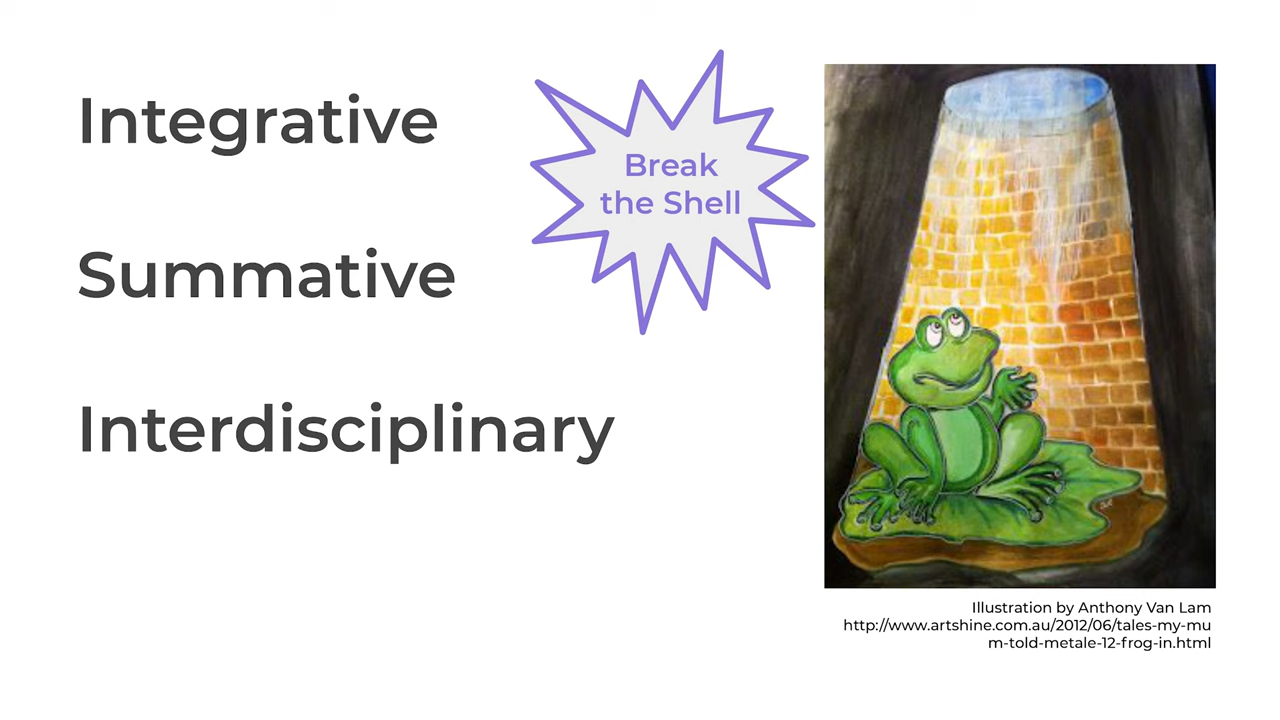 Integrative
Summative
Interdisciplinary
Break
the Shell
Illustration by Anthony Van Lam
http://www.artshine.com.au/2012/06/tales-my-mu
m-told-metale-12-frog-in.html